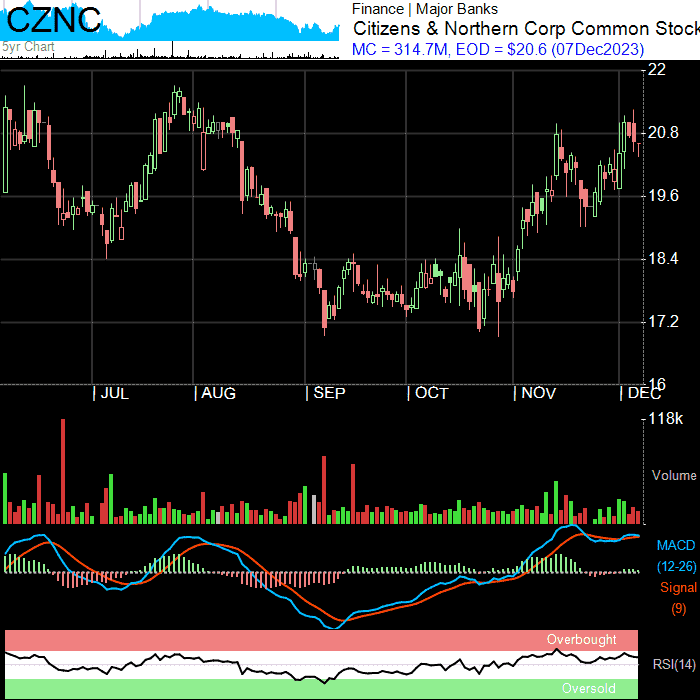 CZNC
5yr Chart
Finance | Major Banks
Citizens & Northern Corp Common Stock
MC = 314.7M, EOD = $20.6 (07Dec2023)
22
20.8
19.6
18.4
17.2
16
| JUL | AUG | SEP | OCT | NOV | DEC
118k
Volume
MACD
(12-26)
Signal
(9)
Overbought
RSI(14)
Oversold